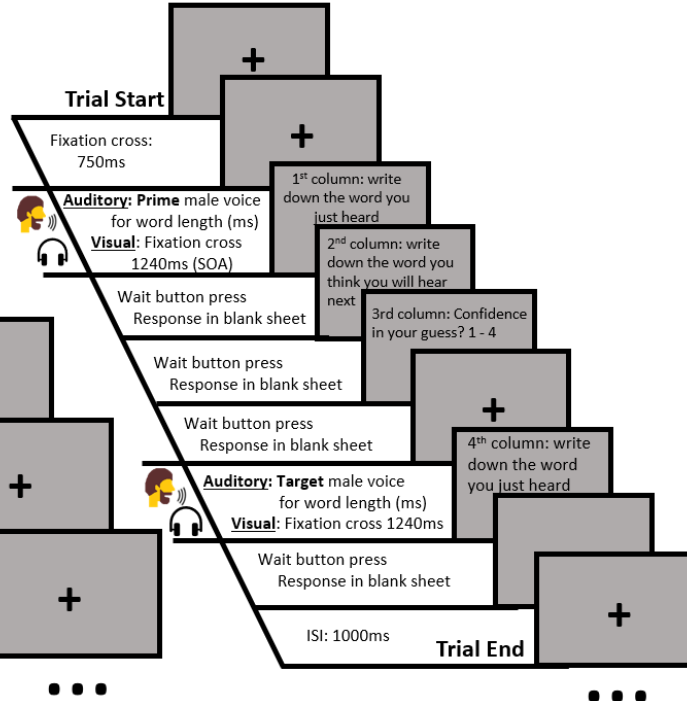 Trial Start
Fixation cross:
750ms
Auditory: Prime male voice
for word length (ms)
Visual: Fixation cross
1240ms (SOA)
1st column: write
down the word you
just heard
Wait button press
Response in blank sheet
2nd column: write
down the word you
think you will hear
next
Wait button press
Response in blank sheet
3rd column: Confidence
in your guess? 1 - 4
Wait button press
Response in blank sheet
Auditory: Target male voice
for word length (ms)
Visual: Fixation cross 1240ms
4th column: write
down the word
you just heard
Wait button press
Response in blank sheet
ISI: 1000ms
Trial End